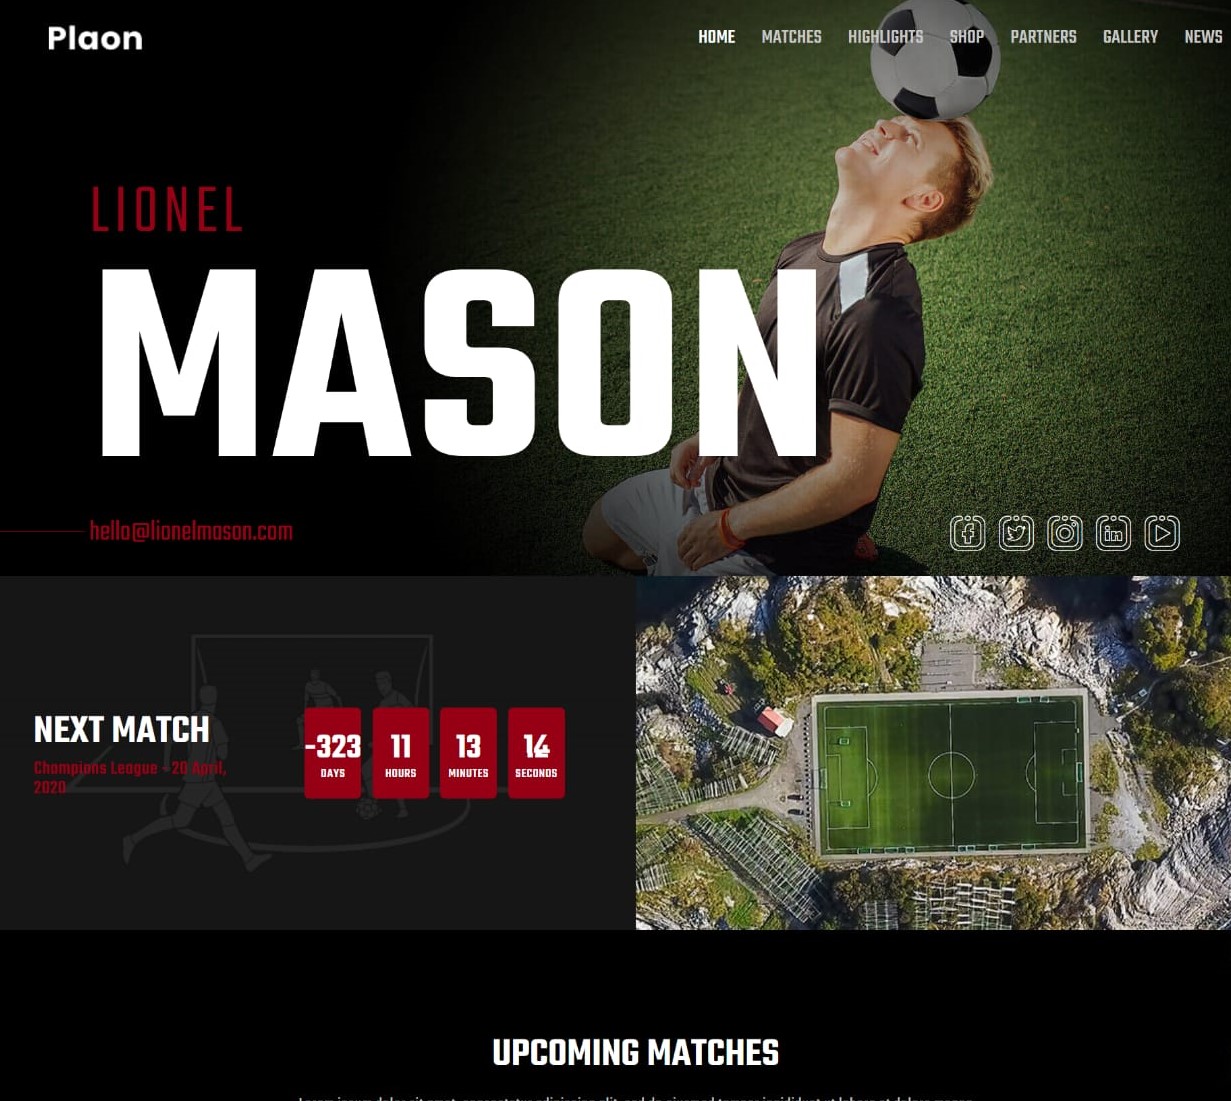 Plaon
HOME MATCHES HIGHLIGHTS SHOP PARTNERS GALLERY NEWS
LIONEL
MASON
hello@lionelmason.com
NEXT MATCH
Champions League - 20 April,
2020
-323 11 13 14
DAYS HOURS MINUTES SECONDS
UPCOMING MATCHES